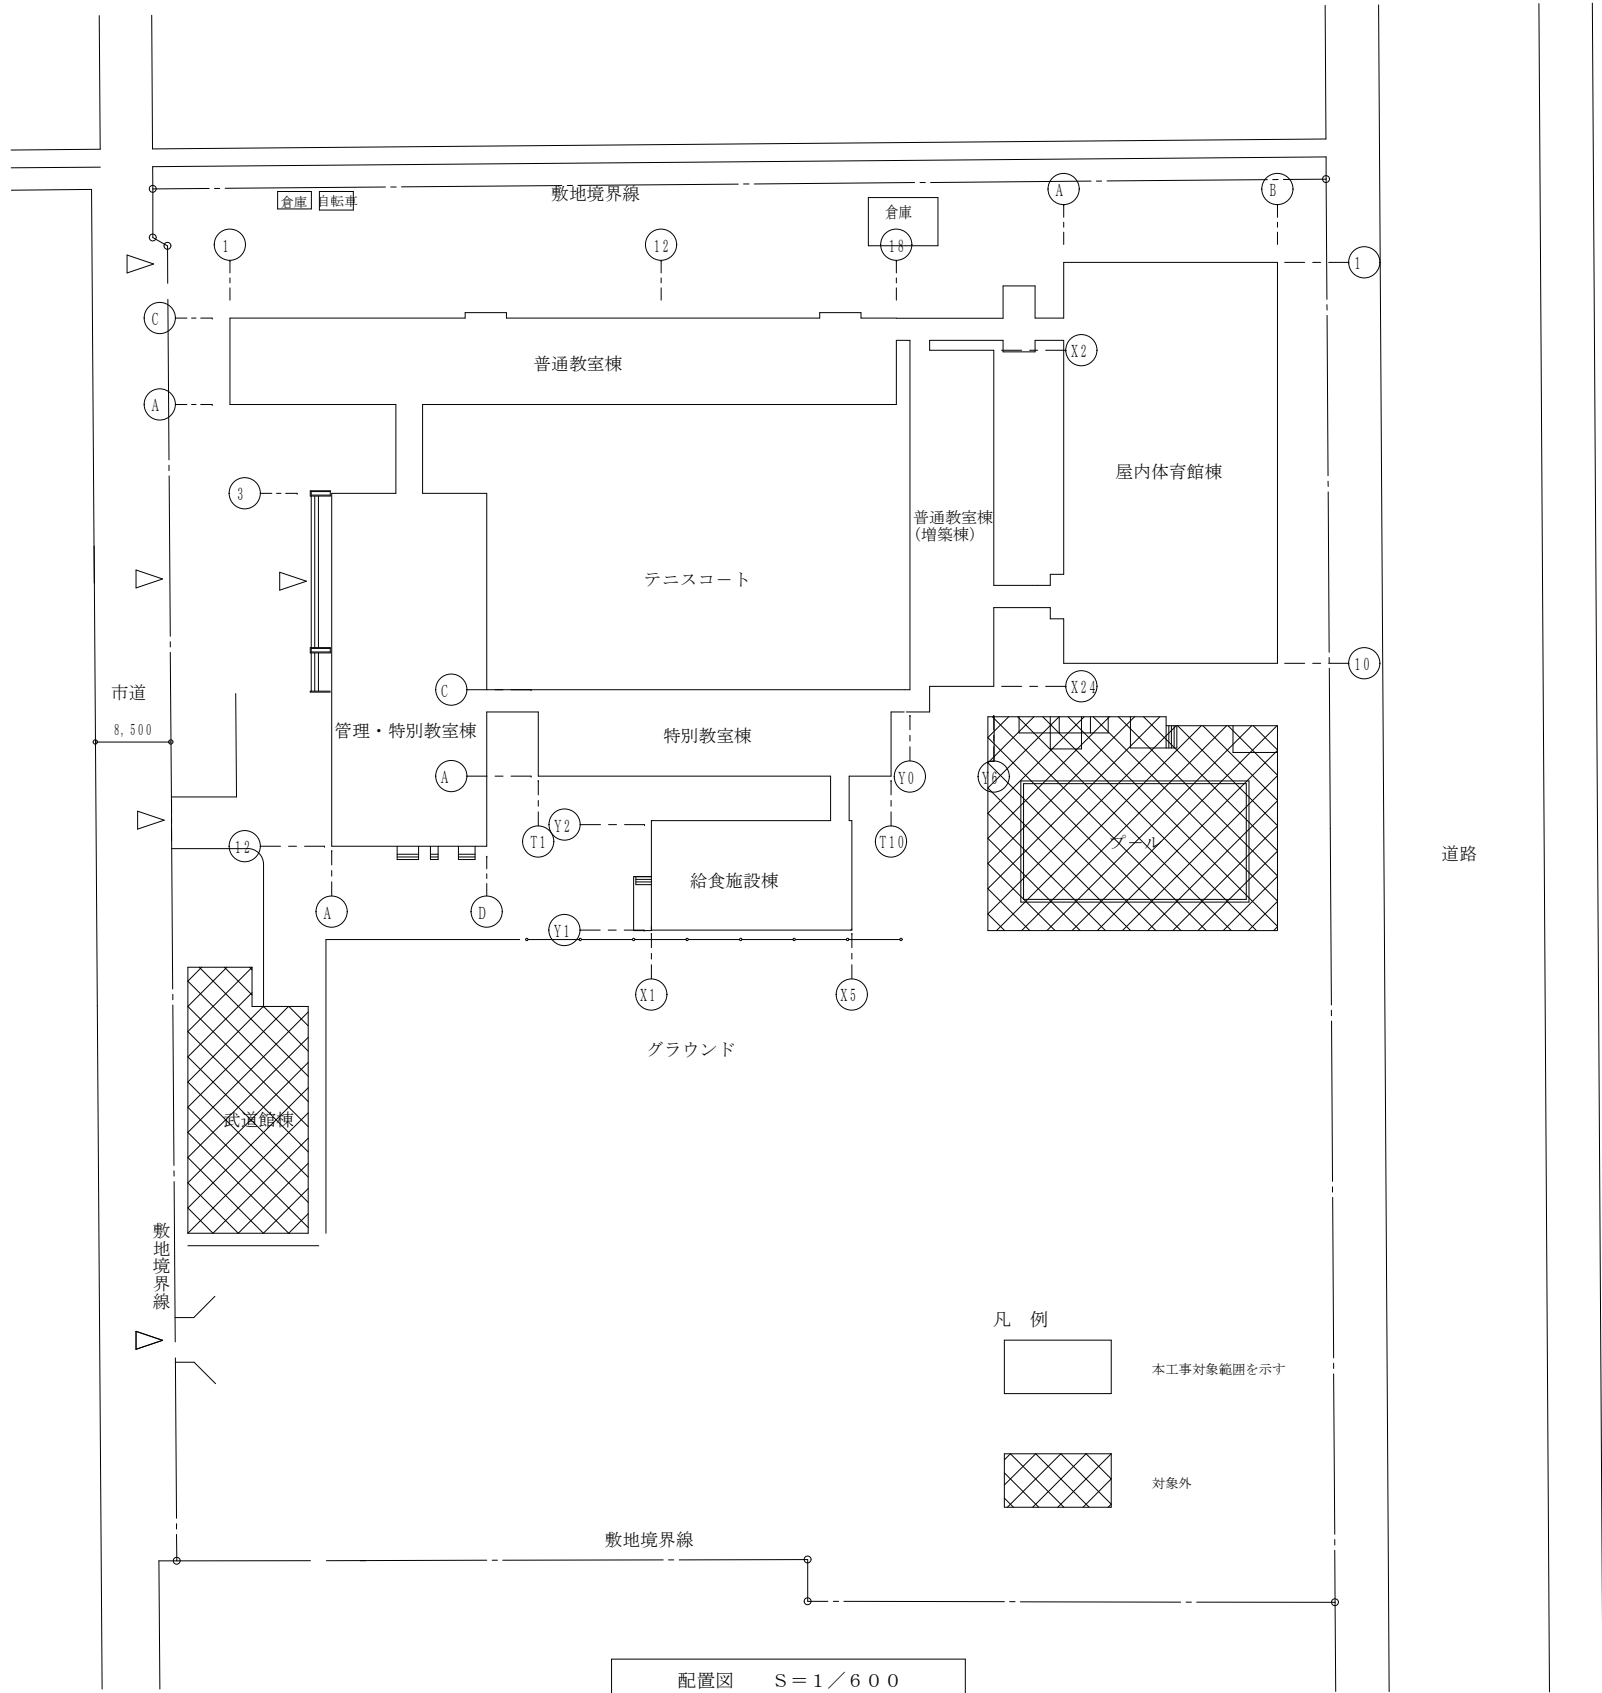 敷地境界線
倉庫
自転車
倉庫
A
B
1
12
18
1
C
X2
普通教室棟
A
屋内体育館棟
3
普通教室棟
(増築棟)
テニスコート
10
C
X24
市道
8,500
管理・特別教室棟
特別教室棟
A
Y0
Y6
Y2
T1
T10
プール
12
道路
給食施設棟
A
D
Y1
X1
X5
グラウンド
武道館棟
敷地境界線
凡　例
本工事対象範囲を示す
対象外
敷地境界線
配置図　　S＝1／600